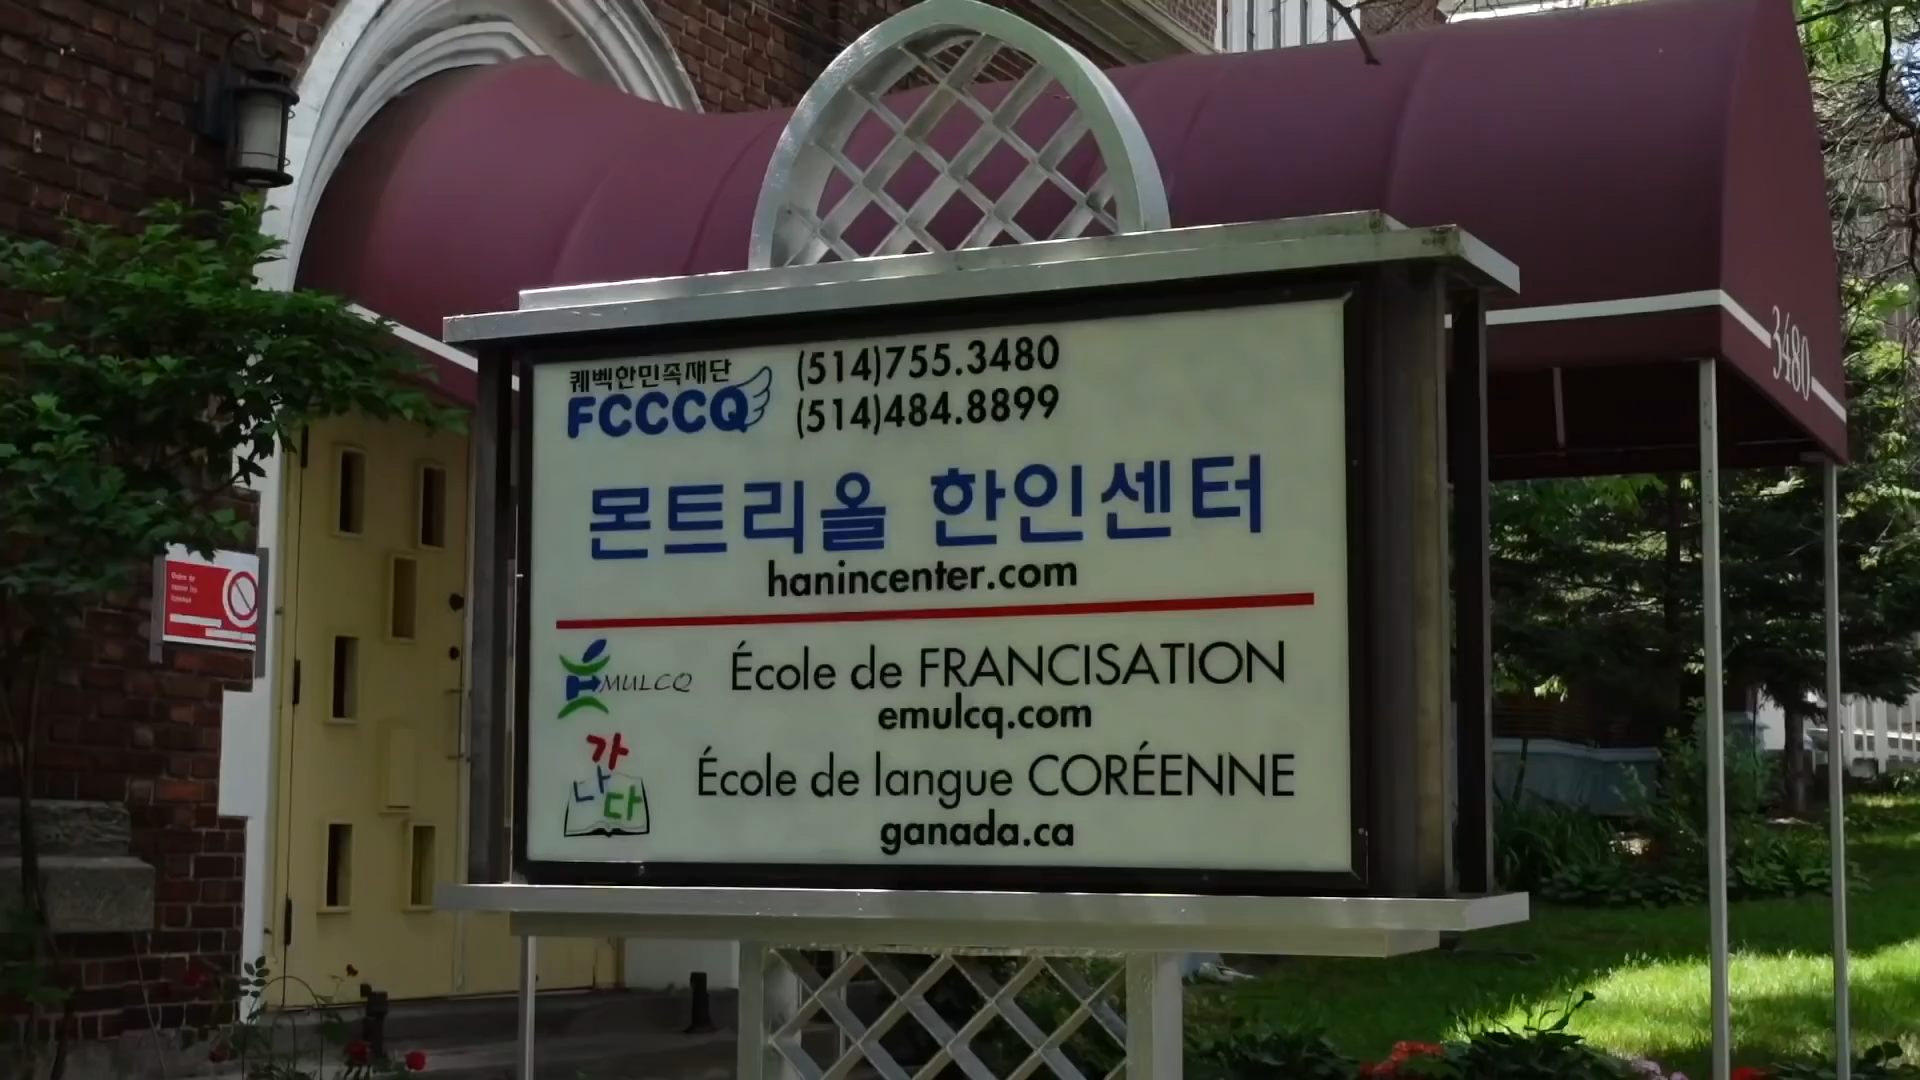 퀘벡한민족재단
FCCCQ
(514)755.3480
(514)484.8899
몬트리올 한인센터
hanincenter.com
EMULCQ
École de FRANCISATION
emulcq.com
가
나
다
École de langue CORÉENNE
ganada.ca
3480